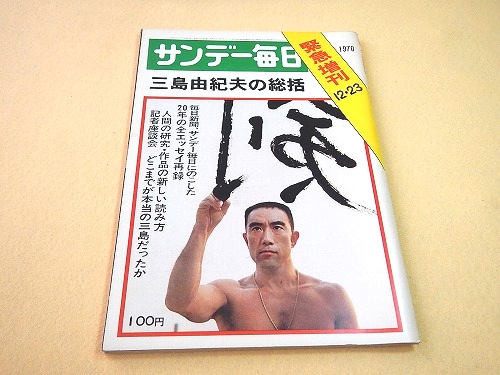 サンデー毎日
1970
緊急増刊
12・23
三島由紀夫の総括
毎日新聞、サンデー毎日にのこした
20年の全エッセイ再録
人間の研究・作品の新しい読み方
記者座談会 どこまでが本当の三島だったか
100円